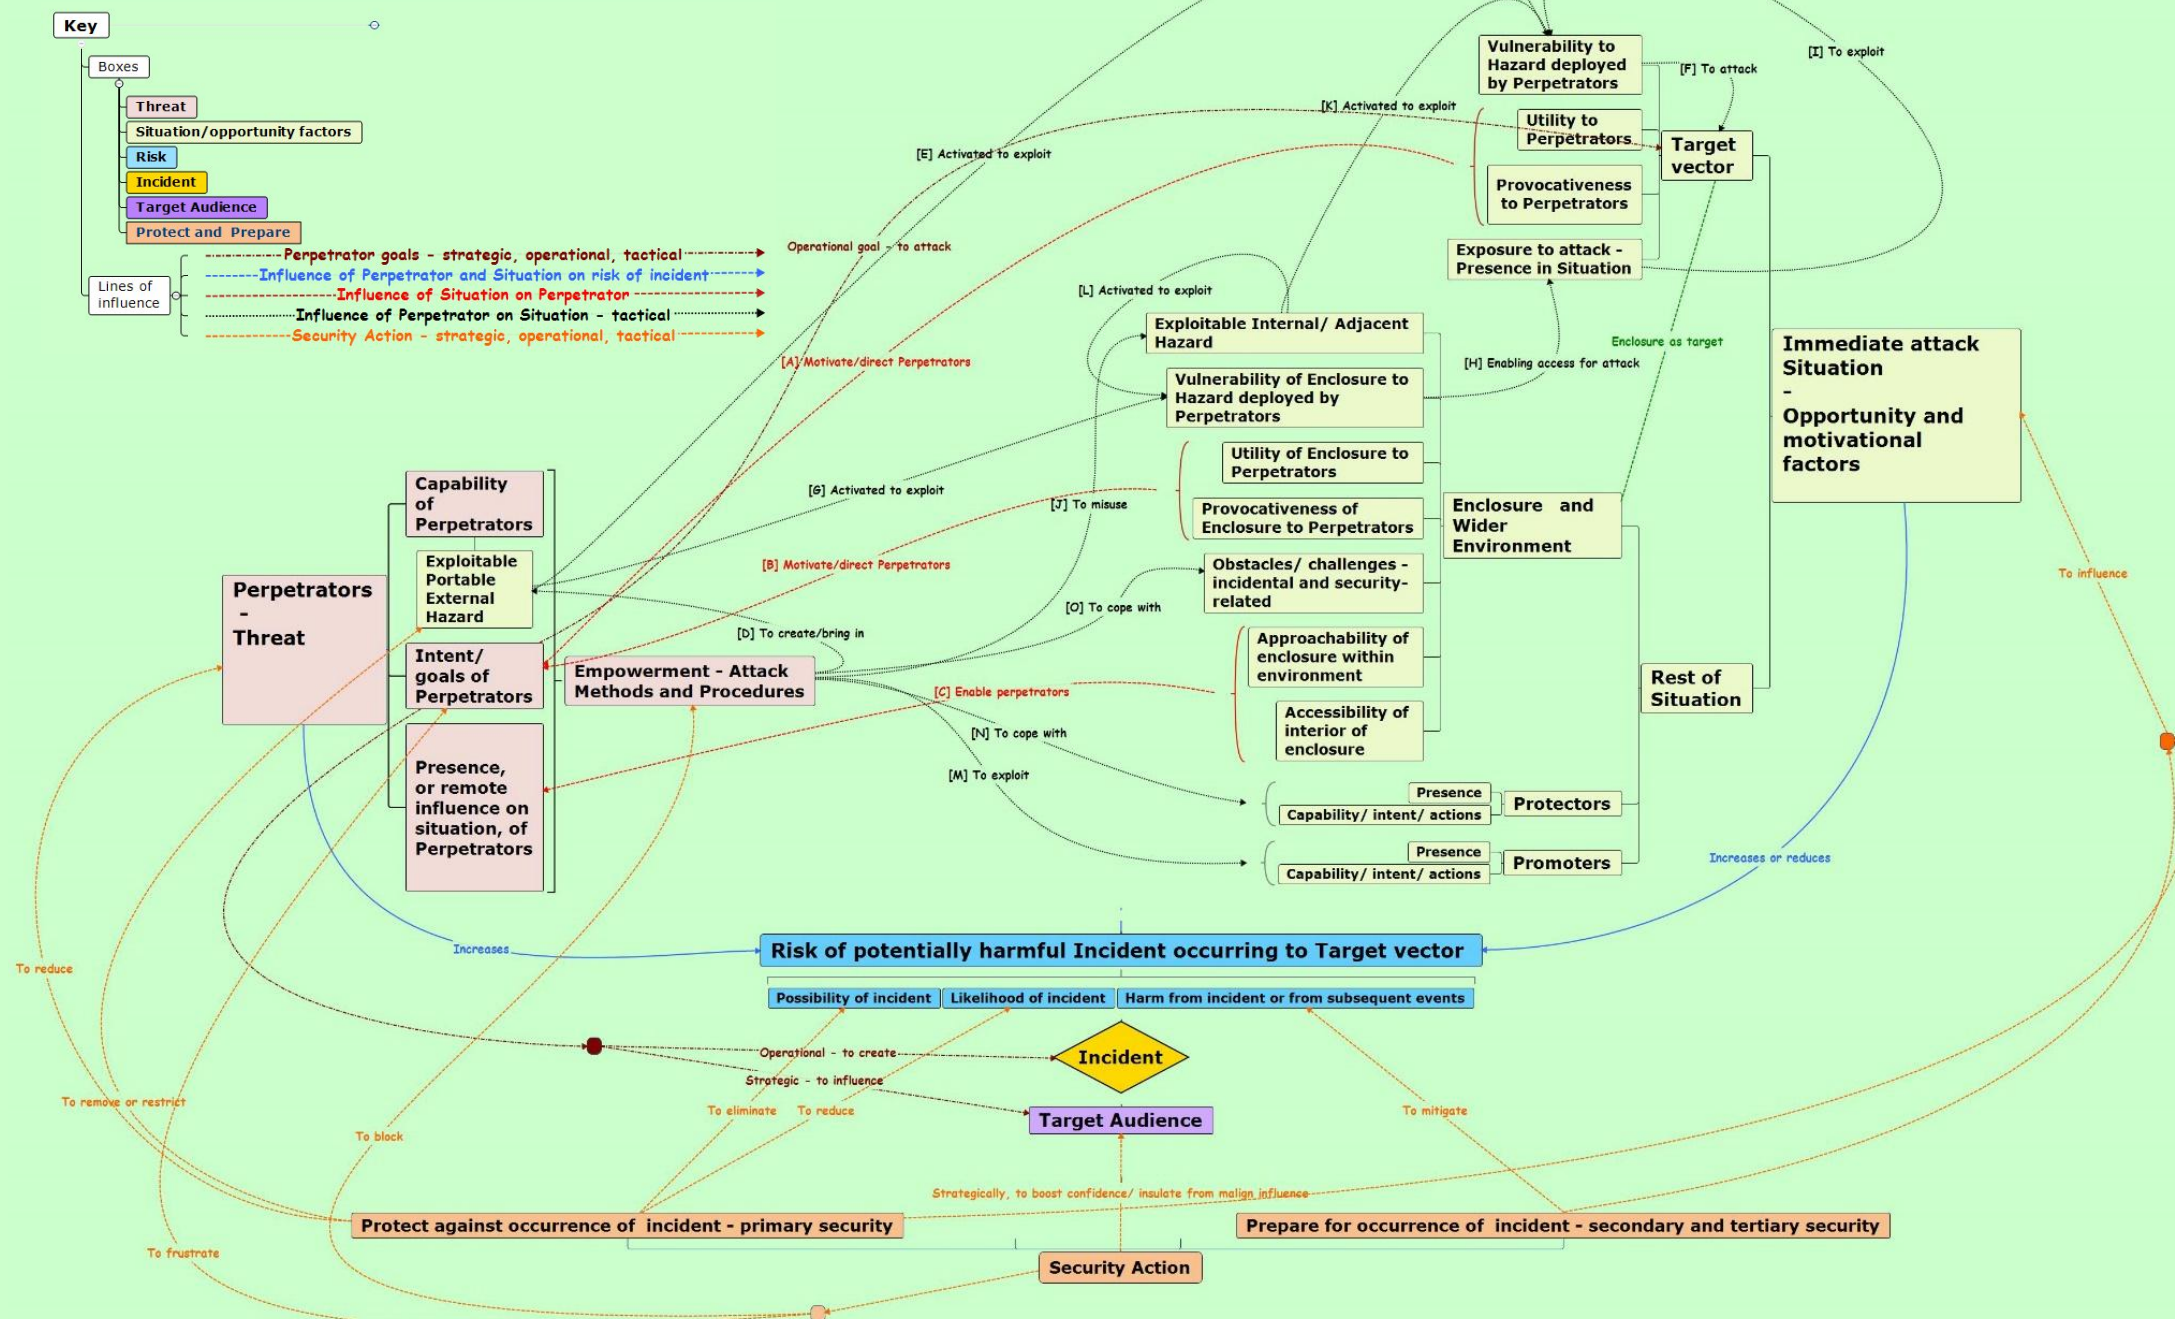 Key
Boxes
Threat
Situation/opportunity factors
Risk
Incident
Target Audience
Protect and  Prepare
Lines of
influence
Perpetrator goals - strategic, operational, tactical
Influence of Perpetrator and Situation on risk of incident
Influence of Situation on Perpetrator
Influence of Perpetrator on Situation - tactical
Security Action - strategic, operational, tactical
Vulnerability to
Hazard deployed
by Perpetrators
[F] To attack
[I] To exploit
[K] Activated to exploit
Utility to
Perpetrators
Target
vector
[E] Activated to exploit
Provocativeness
to Perpetrators
Operational goal - to attack
Exposure to attack -
Presence in Situation
[L] Activated to exploit
Exploitable Internal/ Adjacent
Hazard
Enclosure as target
[H] Enabling access for attack
[A] Motivate/direct Perpetrators
Immediate attack
Situation
-
Opportunity and
motivational
factors
Vulnerability of Enclosure to
Hazard deployed by
Perpetrators
Utility of Enclosure to
Perpetrators
[G] Activated to exploit
[J] To misuse
Provocativeness of
Enclosure to Perpetrators
Enclosure   and
Wider
Environment
Capability
of
Perpetrators
Exploitable
Portable
External
Hazard
[B] Motivate/direct Perpetrators
Obstacles/ challenges -
incidental and security-
related
To influence
Perpetrators
-
Threat
[O] To cope with
[D] To create/bring in
Approachability of
enclosure within
environment
Intent/
goals of
Perpetrators
Empowerment - Attack
Methods and Procedures
[C] Enable perpetrators
Rest of
Situation
Accessibility of
interior of
enclosure
[N] To cope with
[M] To exploit
Presence,
or remote
influence on
situation, of
Perpetrators
Presence
Capability/ intent/ actions
Protectors
Presence
Capability/ intent/ actions
Promoters
Increases or reduces
Increases
Risk of potentially harmful Incident occurring to Target vector
To reduce
Possibility of incident
Likelihood of incident
Harm from incident or from subsequent events
Operational - to create
Incident
Strategic - to influence
To remove or restrict
To eliminate
To reduce
To mitigate
Target Audience
To block
Strategically, to boost confidence/ insulate from malign influence
Protect against occurrence of  incident - primary security
Prepare for occurrence of  incident - secondary and tertiary security
To frustrate
Security Action